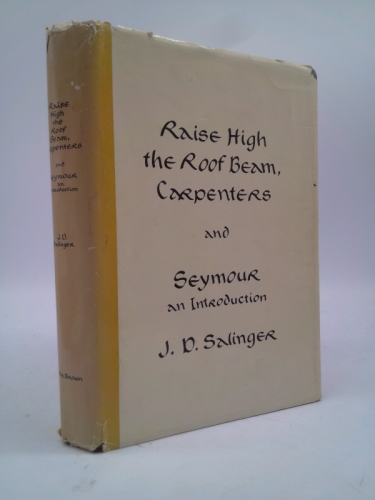 Raise High
the Roof Beam,
Carpenters
and
Seymour
an Introduction
J. D. Salinger
Raise
High
the
Roof
Beam,
Carpenters
and
Seymour
an
Introduction
J. D.
Salinger
Brown